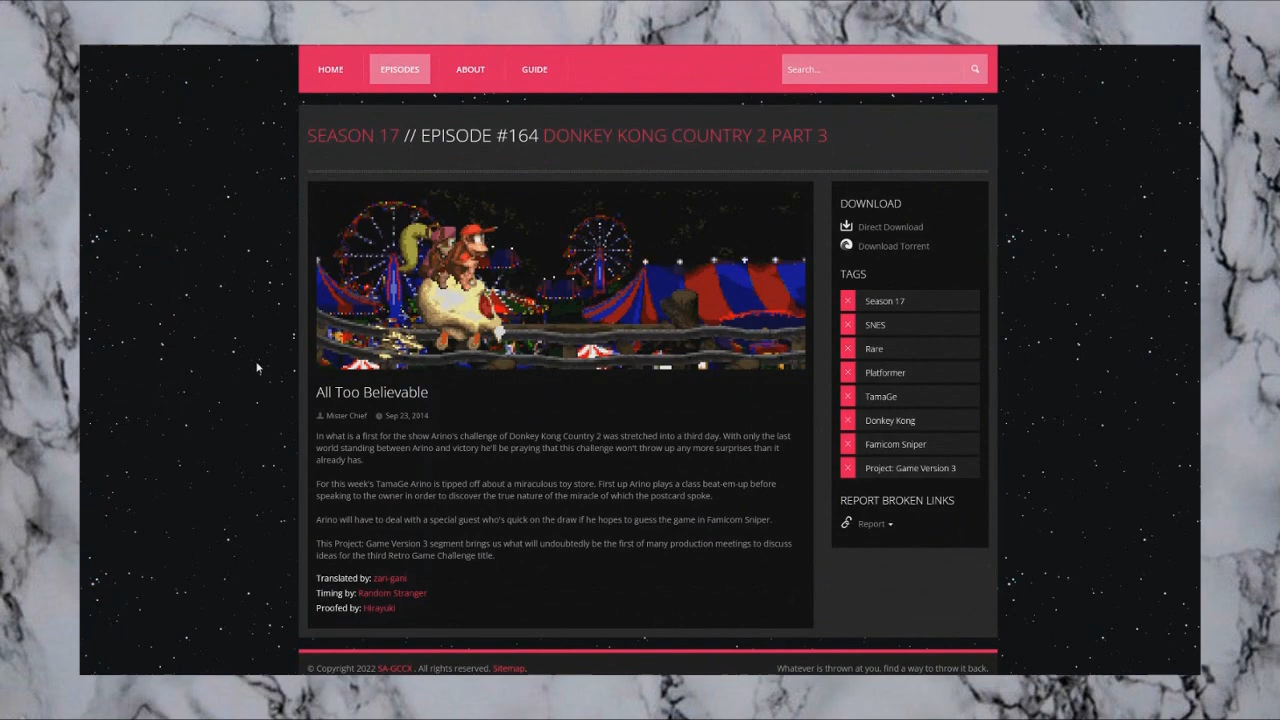 HOME
EPISODES
ABOUT
GUIDE
Search...
SEASON 17 // EPISODE #164 DONKEY KONG COUNTRY 2 PART 3
All Too Believable
Mister Chief Sep 23, 2014
In what is a first for the show Arino's challenge of Donkey Kong Country 2 was stretched into a third day. With only the last
world standing between Arino and victory he'll be praying that this challenge won't throw up any more surprises than it
already has.
For this week's TamaGe Arino is tipped off about a miraculous toy store. First up Arino plays a class beat-em-up before
speaking to the owner in order to discover the true nature of the miracle of which the postcard spoke.
Arino will have to deal with a special guest who's quick on the draw if he hopes to guess the game in Famicom Sniper.
This Project: Game Version 3 segment brings us what will undoubtedly be the first of many production meetings to discuss
ideas for the third Retro Game Challenge title.
Translated by: zari-gani
Timing by: Random Stranger
Proofed by: Hirayuki
DOWNLOAD
Direct Download
Download Torrent
TAGS
Season 17
SNES
Rare
Platformer
TamaGe
Donkey Kong
Famicom Sniper
Project: Game Version 3
REPORT BROKEN LINKS
Report
© Copyright 2022 SA-GCCX . All rights reserved. Sitemap.
Whatever is thrown at you, find a way to throw it back.